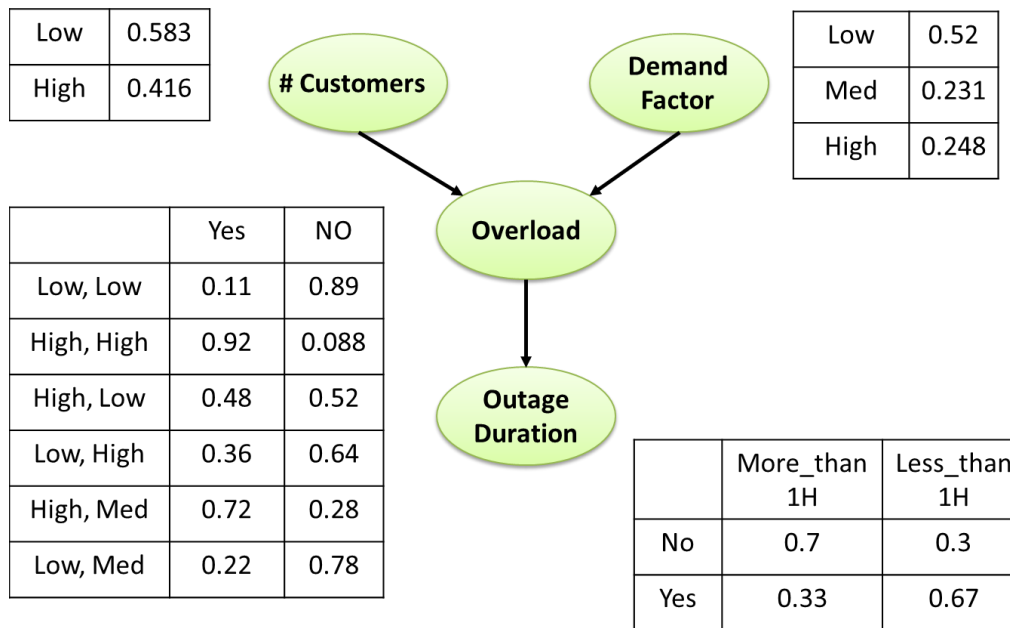 Low 0.583
High 0.416
# Customers
Demand
Factor
Low 0.52
Med 0.231
High 0.248
Overload
Yes NO
Low, Low 0.11 0.89
High, High 0.92 0.088
High, Low 0.48 0.52
Low, High 0.36 0.64
High, Med 0.72 0.28
Low, Med 0.22 0.78
Outage
Duration
More_than Less_than
1H 1H
No 0.7 0.3
Yes 0.33 0.67